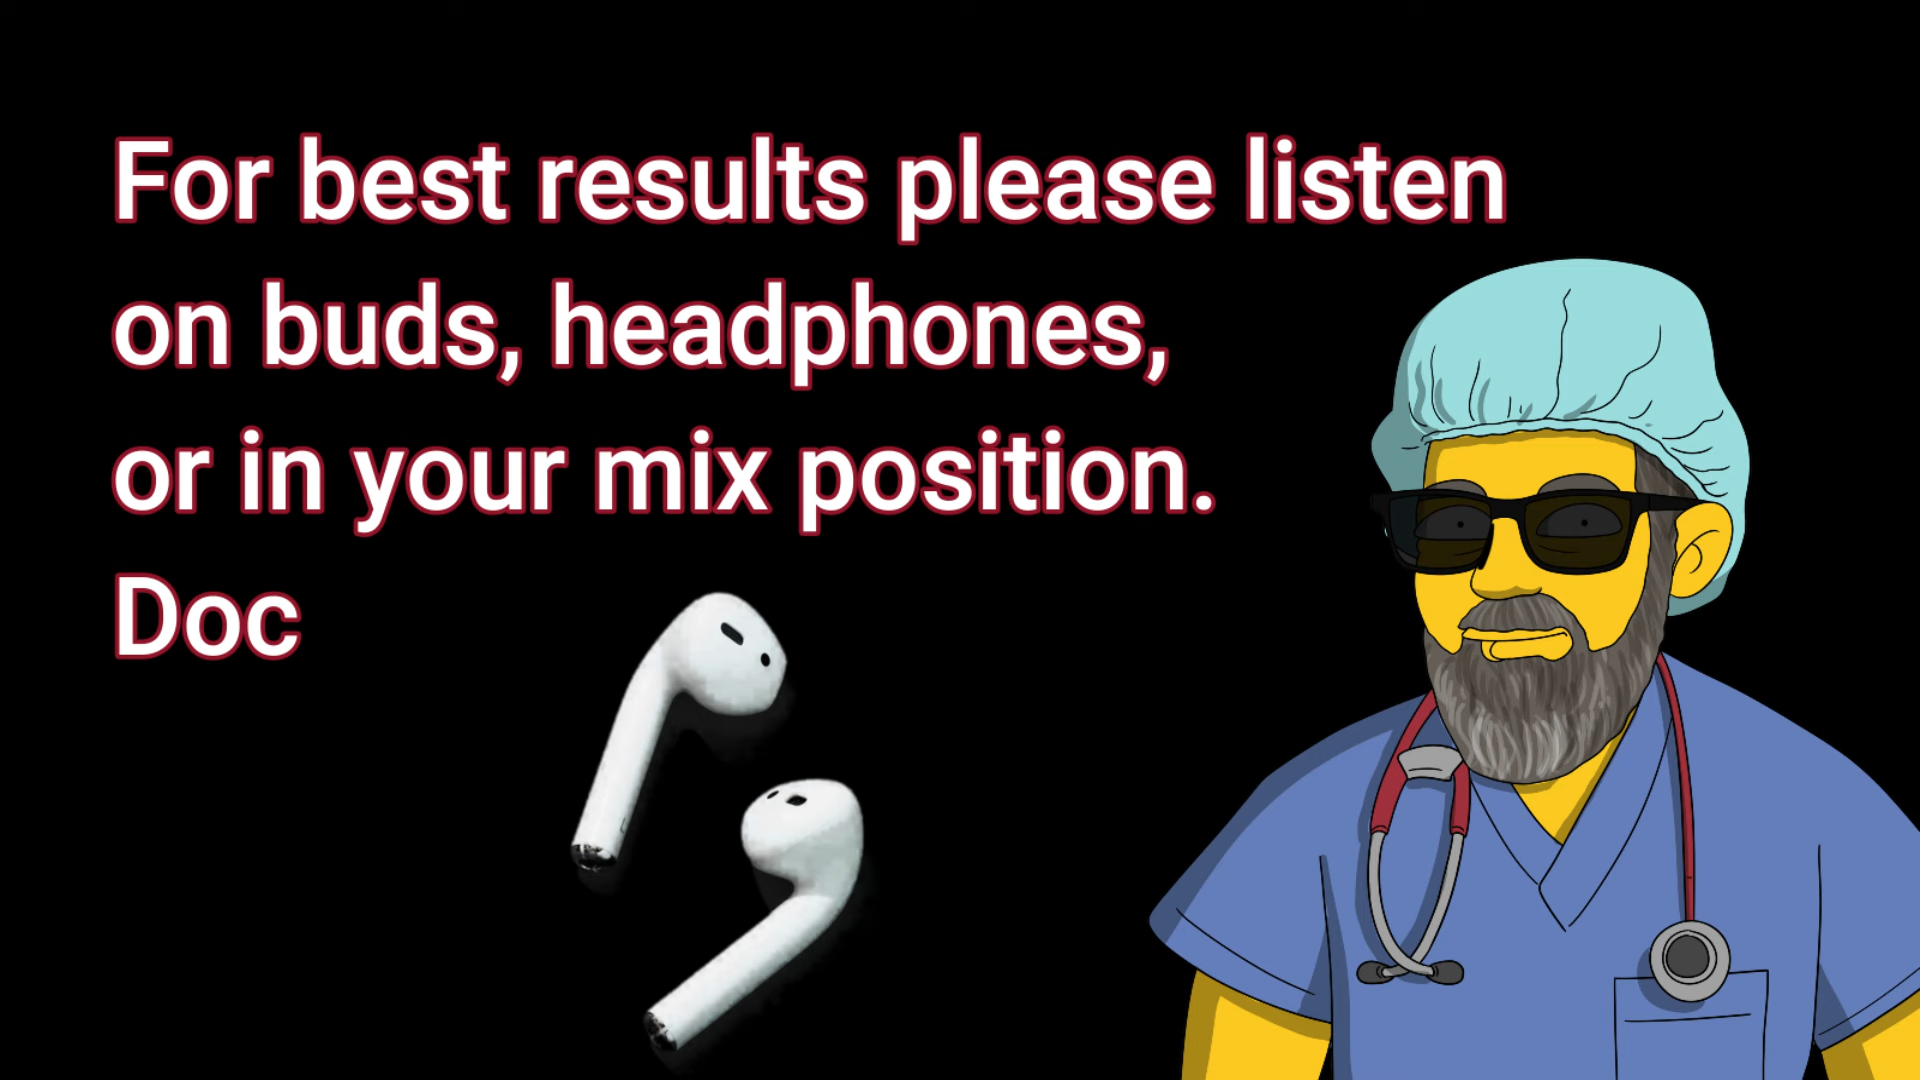 For best results please listen
on buds, headphones,
or in your mix position.
Doc